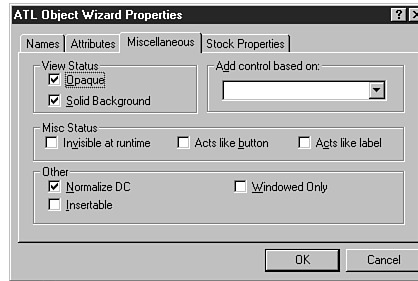 ATL Object Wizard Properties
Names Attributes Miscellaneous Stock Properties
View Status
Opaque
Solid Background
Add control based on:
Misc Status
Invisible at runtime Acts like button Acts like label
Other
Normalize DC Windowed Only
Insertable
OK Cancel